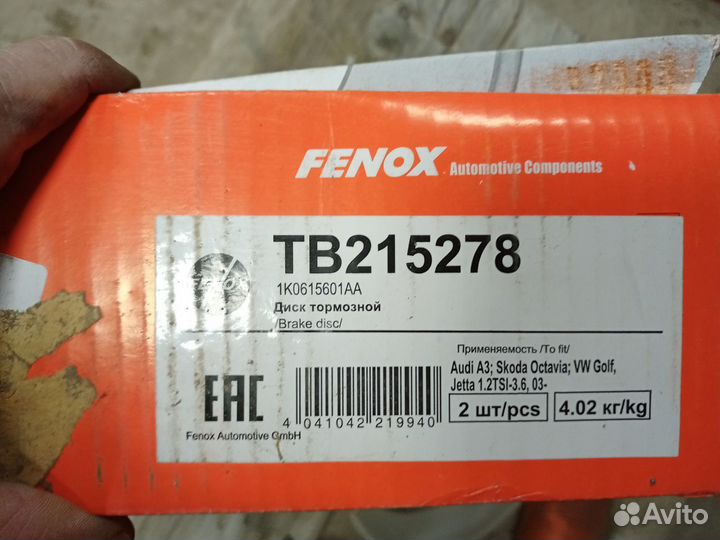 FENOX Automotive Components
TB215278
1K0615601AA
Диск тормозной
/Brake disc/
Применяемость /To fit/
Audi A3; Skoda Octavia; VW Golf,
Jetta 1.2TSI-3.6, 03-
EAC
4 041042 219940
2 шт/pcs
4.02 кг/kg
Fenox Automotive GmbH
Avito